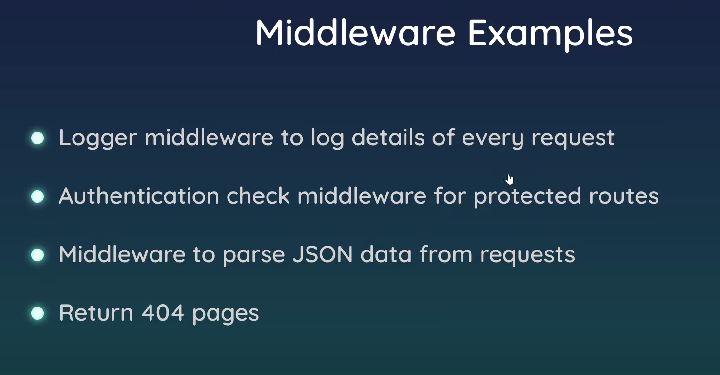 Middleware Examples
Logger middleware to log details of every request
Authentication check middleware for protected routes
Middleware to parse JSON data from requests
Return 404 pages